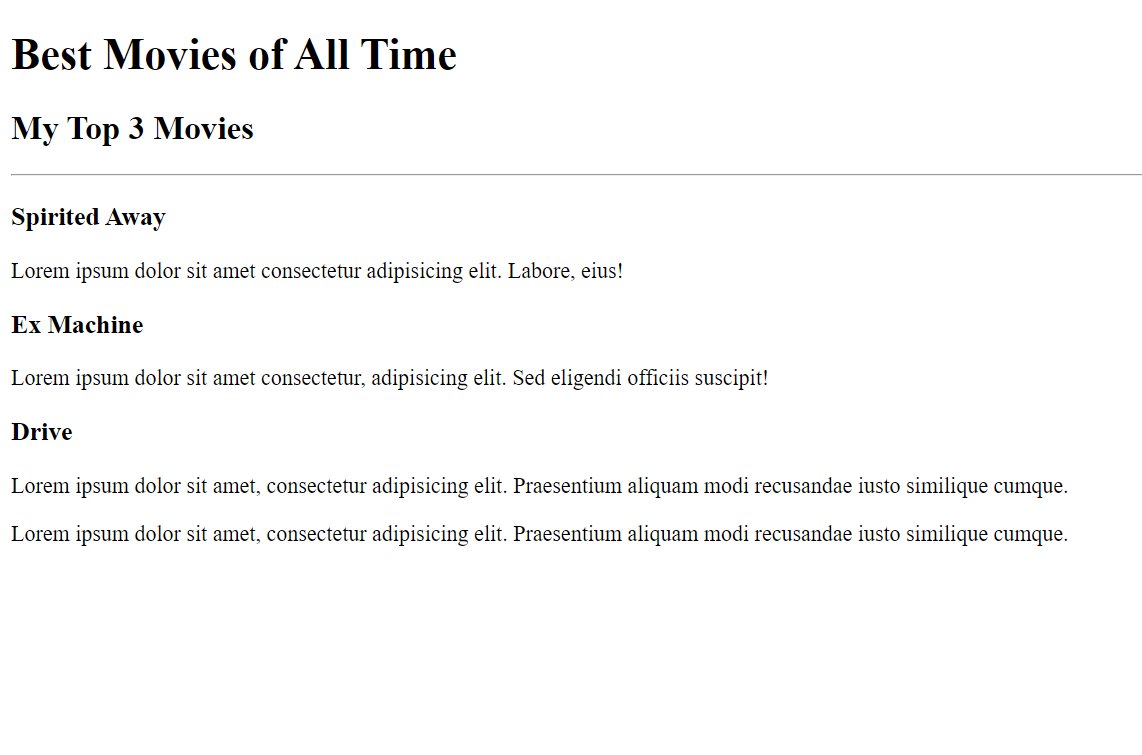 Best Movies of All Time
My Top 3 Movies
Spirited Away
Lorem ipsum dolor sit amet consectetur adipisicing elit. Labore, eius!
Ex Machine
Lorem ipsum dolor sit amet consectetur, adipisicing elit. Sed eligendi officiis suscipit!
Drive
Lorem ipsum dolor sit amet, consectetur adipisicing elit. Praesentium aliquam modi recusandae iusto similique cumque.
Lorem ipsum dolor sit amet, consectetur adipisicing elit. Praesentium aliquam modi recusandae iusto similique cumque.